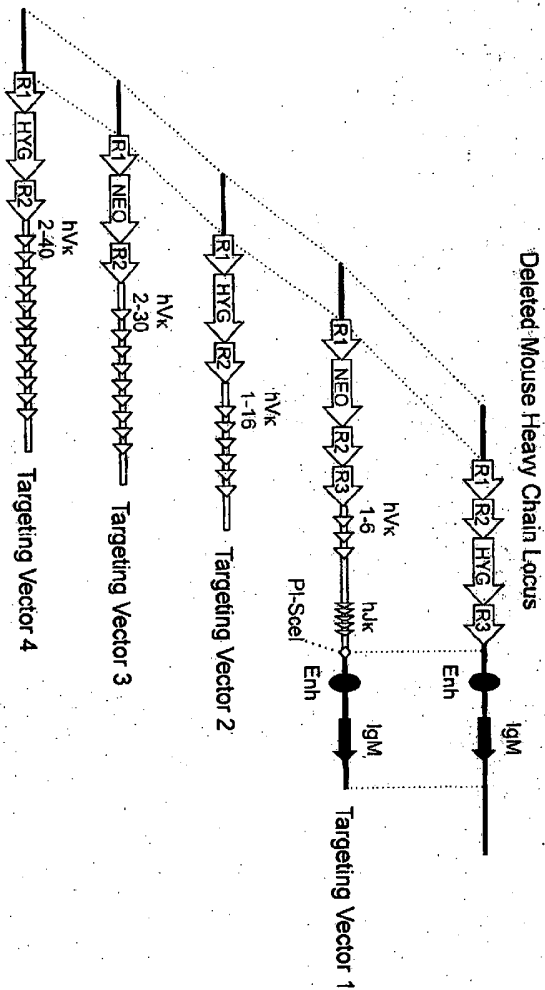 Deleted Mouse Heavy Chain Locus
IgM
R1 R2 HYG R3
Enh
hVκ
1-6
hJκ
IgM
R1 NEO R2 R3
Targeting Vector 1
PI-SceI
Enh
hVκ
1-16
R1 HYG R2
Targeting Vector 2
hVκ
2-30
R1 NEO R2
Targeting Vector 3
hVκ
2-40
R1 HYG R2
Targeting Vector 4